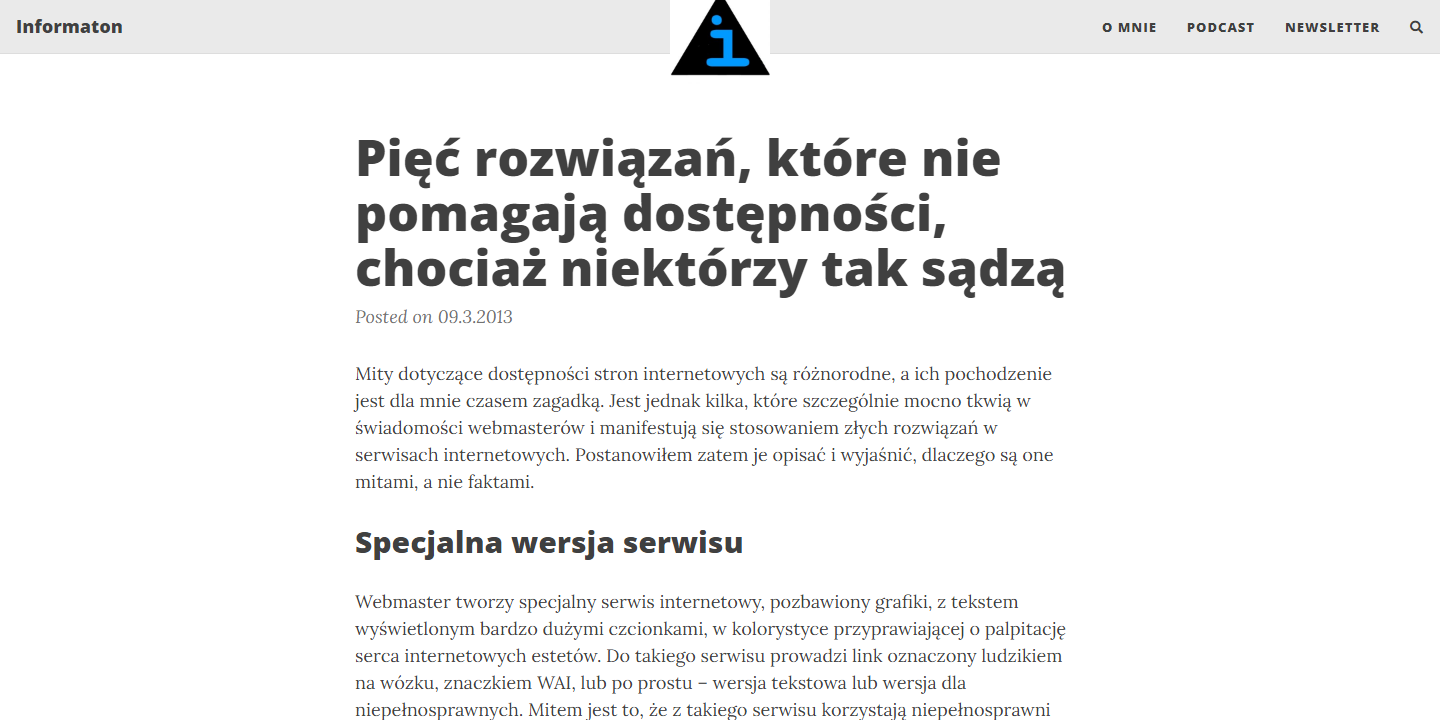 Informaton
i
O MNIE
PODCAST
NEWSLETTER
Pięć rozwiązań, które nie
pomagają dostępności,
chociaż niektórzy tak sądzą
Posted on 09.3.2013
Mity dotyczące dostępności stron internetowych są różnorodne, a ich pochodzenie
jest dla mnie czasem zagadką. Jest jednak kilka, które szczególnie mocno tkwią w
świadomości webmasterów i manifestują się stosowaniem złych rozwiązań w
serwisach internetowych. Postanowiłem zatem je opisać i wyjaśnić, dlaczego są one
mitami, a nie faktami.
Specjalna wersja serwisu
Webmaster tworzy specjalny serwis internetowy, pozbawiony grafiki, z tekstem
wyświetlonym bardzo dużymi czcionkami, w kolorystyce przyprawiającej o palpitację
serca internetowych estetów. Do takiego serwisu prowadzi link oznaczony ludzikiem
na wózku, znaczkiem WAI, lub po prostu – wersja tekstowa lub wersja dla
niepełnosprawnych. Mitem jest to, że z takiego serwisu korzystają niepełnosprawni